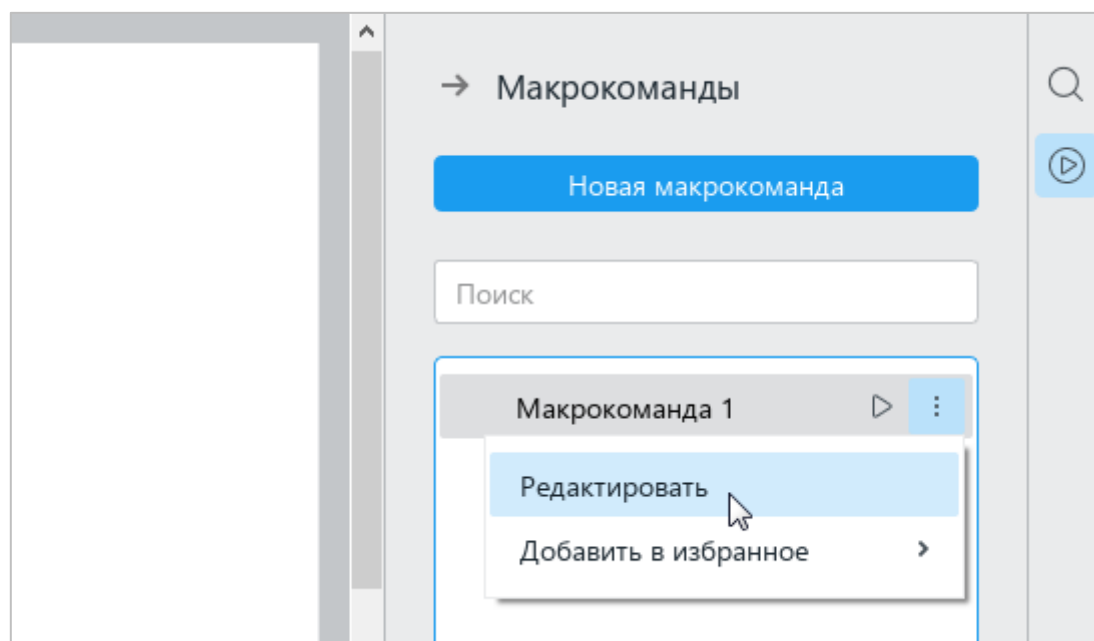 Макрокоманды
Новая макрокоманда
Поиск
Макрокоманда 1
Редактировать
Добавить в избранное